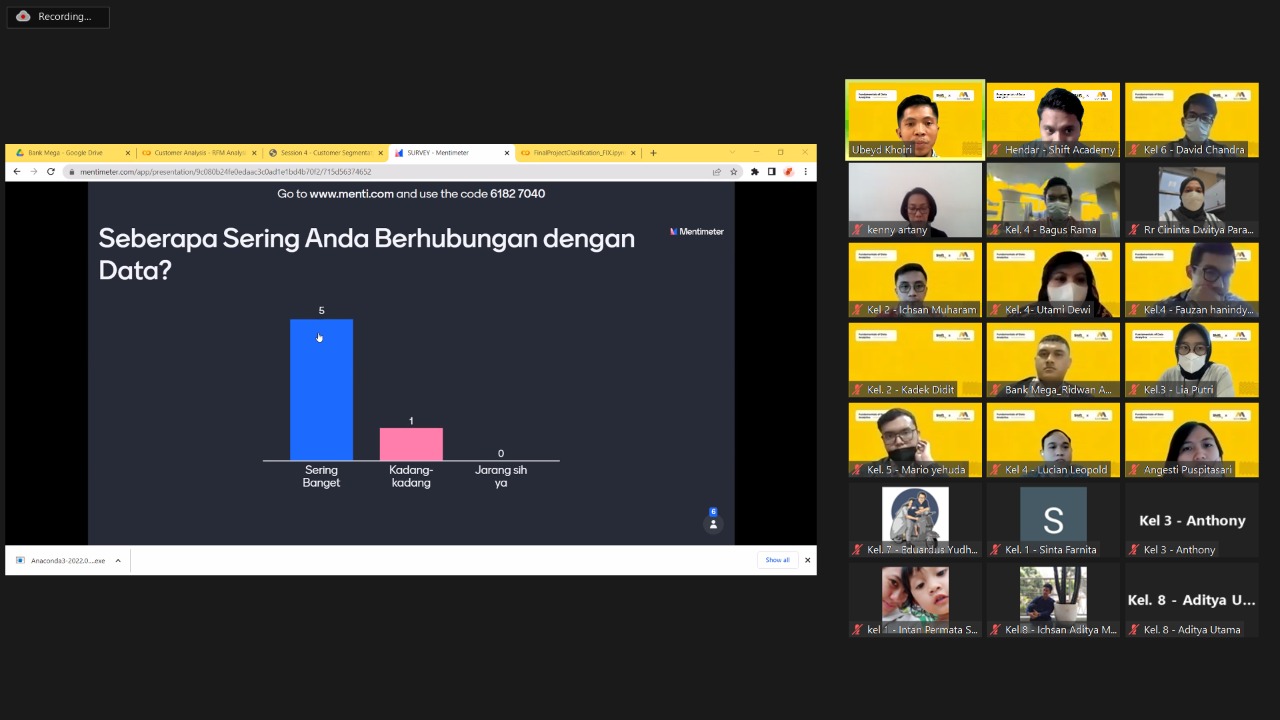 Recording...
Bank Mega - Google Drive
Customer Analysis - RFM Analys
Session 4 - Customer Segmentat
SURVEY - Mentimeter
FinalProjectClasification_FIX.ipyn
mentimeter.com/app/presentation/9c080b24fe0edaac3c0ad1e1bd4b70f2/715d56374652
Go to www.menti.com and use the code 6182 7040
Seberapa Sering Anda Berhubungan dengan
Data?
Mentimeter
5
1
0
Sering
Banget
Kadang-
kadang
Jarang sih
ya
6
Anaconda3-2022.0....exe
Show all
Ubeyd Khoiri
Hendar - Shift Academy
Kel 6 - David Chandra
kenny artany
Kel. 4 - Bagus Rama
Rr Cininta Dwitya Para...
Kel 2 - Ichsan Muharam
Kel. 4- Utami Dewi
Kel.4 - Fauzan hanindy...
Kel. 2 - Kadek Didit
Bank Mega_Ridwan A...
Kel.3 - Lia Putri
Kel. 5 - Mario yehuda
Kel 4 - Lucian Leopold
Angesti Puspitasari
Kel. 7 - Eduardus Yudh...
S
Kel. 1 - Sinta Farnita
Kel 3 - Anthony
Kel 3 - Anthony
kel 1 - Intan Permata S...
Kel 8 - Ichsan Aditya M...
Kel. 8 - Aditya U...
Kel. 8 - Aditya Utama